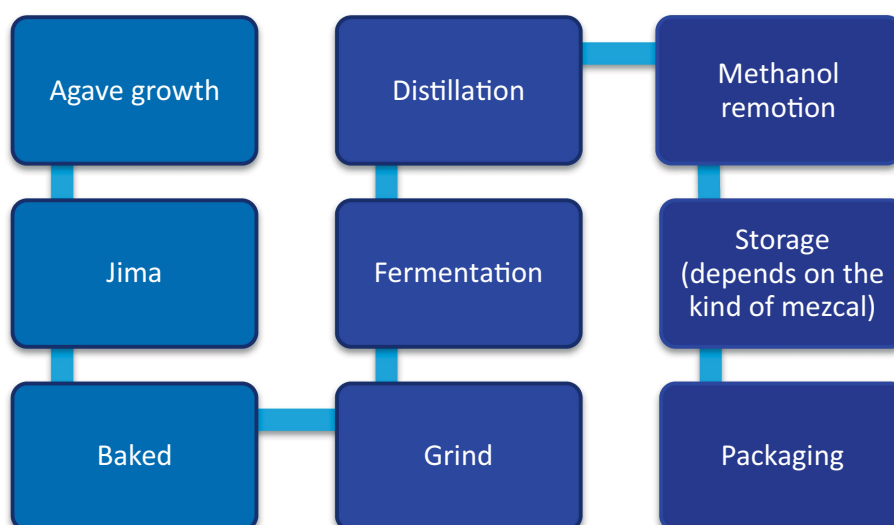 Agave growth
Jima
Baked
Grind
Fermentation
Distillation
Methanol
remotion
Storage
(depends on the
kind of mezcal)
Packaging